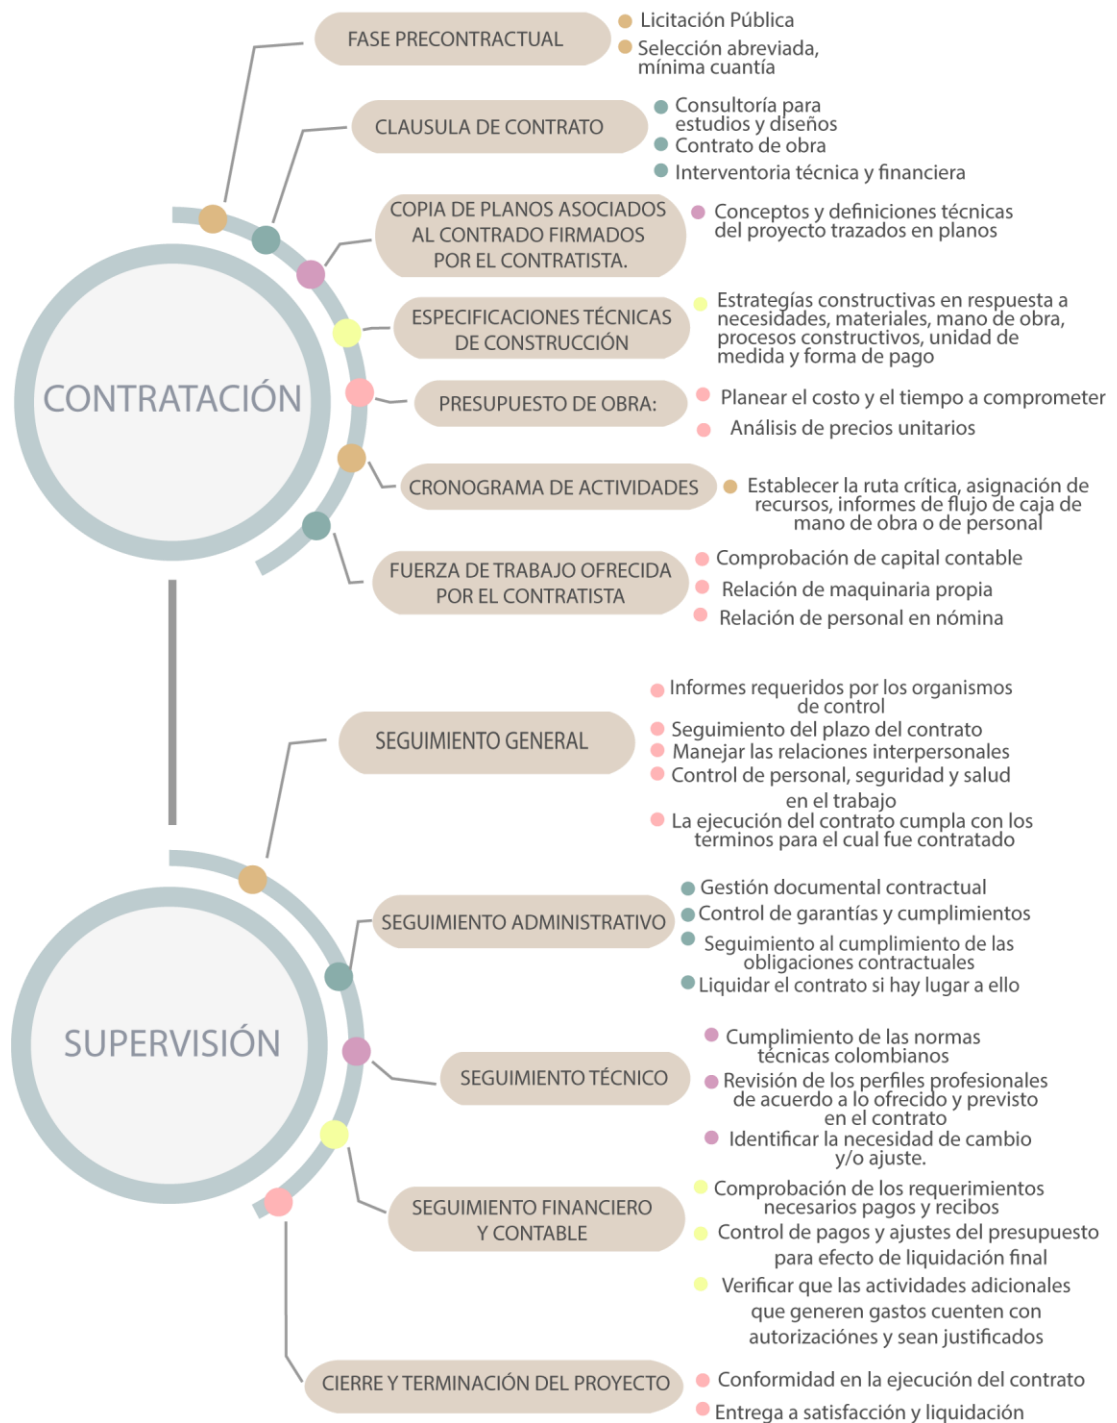 FASE PRECONTRACTUAL
Licitación Pública
Selección abreviada,
mínima cuantía
CLAUSULA DE CONTRATO
Consultoría para
estudios y diseños
Contrato de obra
Interventoria técnica y financiera
COPIA DE PLANOS ASOCIADOS
AL CONTRADO FIRMADOS
POR EL CONTRATISTA.
Conceptos y definiciones técnicas
del proyecto trazados en planos
ESPECIFICACIONES TÉCNICAS
DE CONSTRUCCIÓN
Estrategías constructivas en respuesta a
necesidades, materiales, mano de obra,
procesos constructivos, unidad de
medida y forma de pago
CONTRATACIÓN
PRESUPUESTO DE OBRA:
Planear el costo y el tiempo a comprometer
Análisis de precios unitarios
CRONOGRAMA DE ACTIVIDADES
Establecer la ruta crítica, asignación de
recursos, informes de flujo de caja de
mano de obra o de personal
FUERZA DE TRABAJO OFRECIDA
POR EL CONTRATISTA
Comprobación de capital contable
Relación de maquinaria propia
Relación de personal en nómina
SEGUIMIENTO GENERAL
Informes requeridos por los organismos
de control
Seguimiento del plazo del contrato
Manejar las relaciones interpersonales
Control de personal, seguridad y salud
en el trabajo
La ejecución del contrato cumpla con los
terminos para el cual fue contratado
SEGUIMIENTO ADMINISTRATIVO
Gestión documental contractual
Control de garantías y cumplimientos
Seguimiento al cumplimiento de las
obligaciones contractuales
Liquidar el contrato si hay lugar a ello
SUPERVISIÓN
SEGUIMIENTO TÉCNICO
Cumplimiento de las normas
técnicas colombianos
Revisión de los perfiles profesionales
de acuerdo a lo ofrecido y previsto
en el contrato
Identificar la necesidad de cambio
y/o ajuste.
SEGUIMIENTO FINANCIERO
Y CONTABLE
Comprobación de los requerimientos
necesarios pagos y recibos
Control de pagos y ajustes del presupuesto
para efecto de liquidación final
Verificar que las actividades adicionales
que generen gastos cuenten con
autorizaciónes y sean justificados
CIERRE Y TERMINACIÓN DEL PROYECTO
Conformidad en la ejecución del contrato
Entrega a satisfacción y liquidación